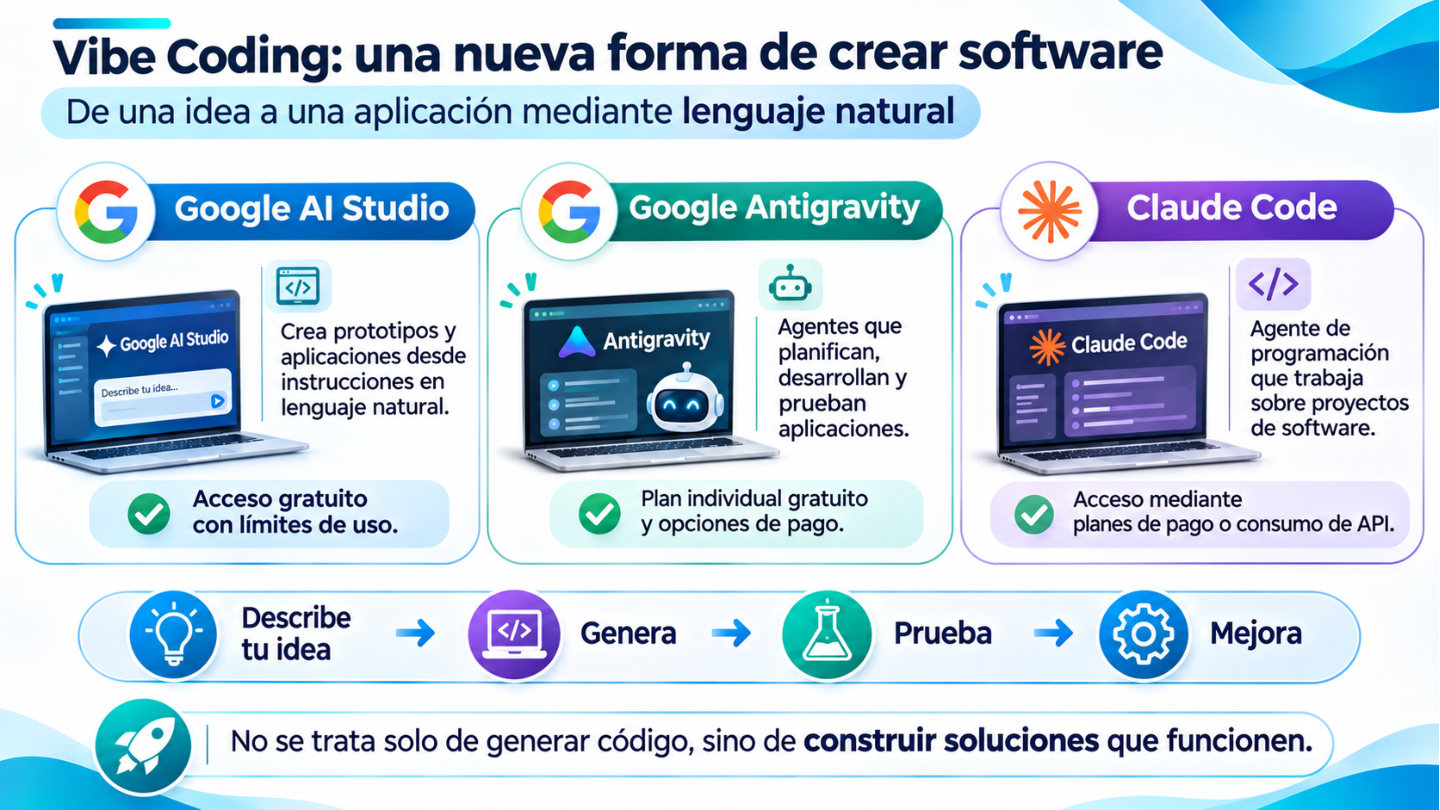 Vibe Coding: una nueva forma de crear software
De una idea a una aplicación mediante lenguaje natural
Google AI Studio
Google AI Studio
Describe tu idea...
Crea prototipos y
aplicaciones desde
instrucciones en
lenguaje natural.
Acceso gratuito
con límites de uso.
Google Antigravity
Antigravity
Agentes que
planifican,
desarrollan y
prueban
aplicaciones.
Plan individual gratuito
y opciones de pago.
Claude Code
Claude Code
</>
Agente de
programación
que trabaja
sobre proyectos
de software.
Acceso mediante
planes de pago o consumo de API.
Describe
tu idea
Genera
Prueba
Mejora
No se trata solo de generar código, sino de construir soluciones que funcionen.